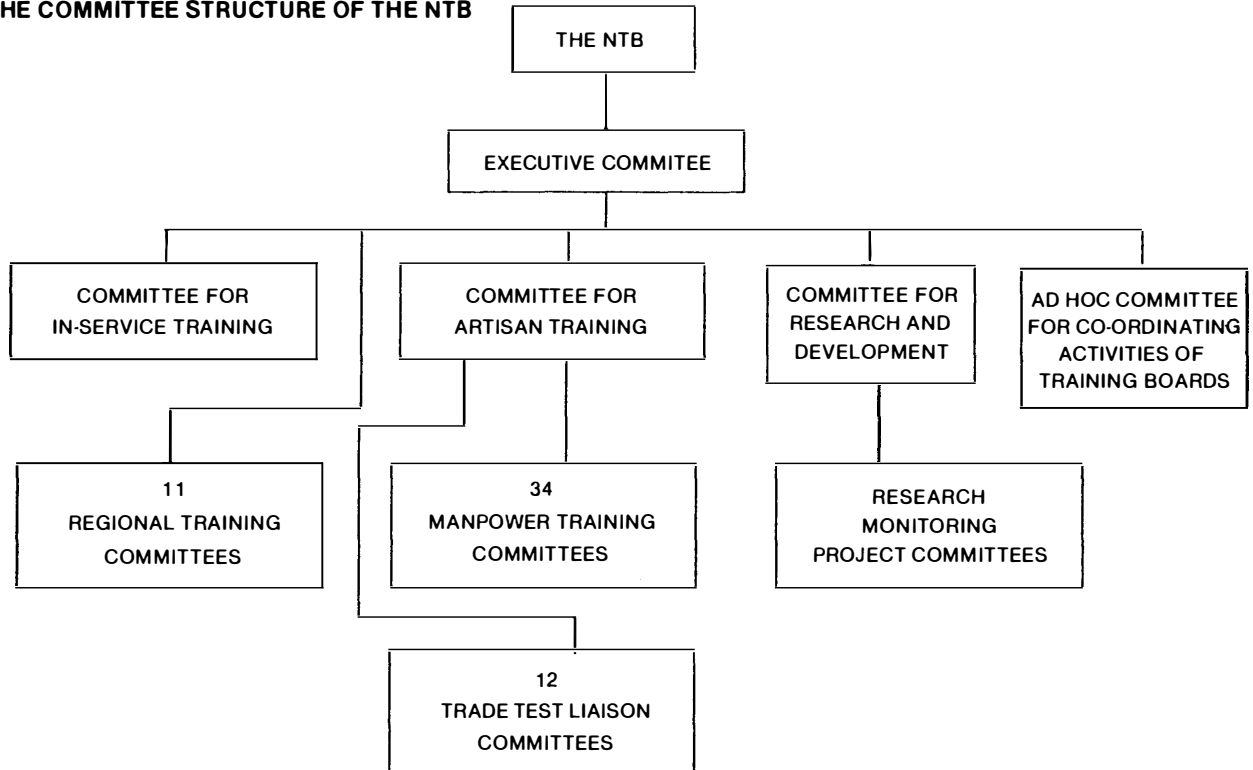 HE COMMITTEE STRUCTURE OF THE NTB
THE NTB
EXECUTIVE COMMITEE
COMMITTEE FOR
IN-SERVICE TRAINING
COMMITTEE FOR
ARTISAN TRAINING
COMMITTEE FOR
RESEARCH AND
DEVELOPMENT
AD HOC COMMITTEE
FOR CO-ORDINATING
ACTIVITIES OF
TRAINING BOARDS
11
REGIONAL TRAINING
COMMITTEES
34
MANPOWER TRAINING
COMMITTEES
RESEARCH
MONITORING
PROJECT COMMITTEES
12
TRADE TEST LIAISON
COMMITTEES